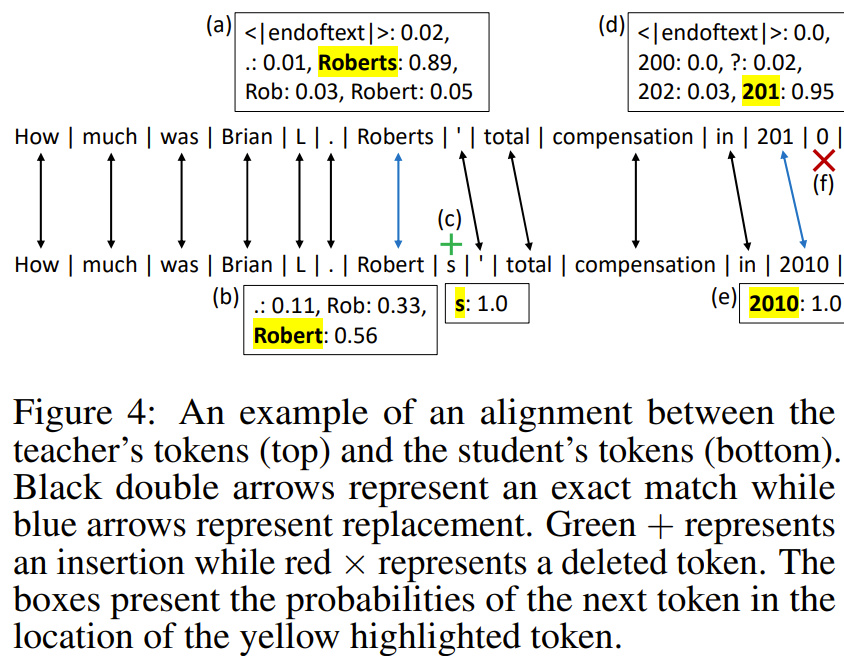 (a) <|endoftext|>: 0.02,
.: 0.01, Roberts: 0.89,
Rob: 0.03, Robert: 0.05
(d) <|endoftext|>: 0.0,
200: 0.0, ?: 0.02,
202: 0.03, 201: 0.95
How | much | was | Brian | L | . | Roberts | ' | total | compensation | in | 201 | 0 |
(f)
(c)
How | much | was | Brian | L | . | Robert | s | ' | total | compensation | in | 2010 |
(b) .: 0.11, Rob: 0.33,
Robert: 0.56
s: 1.0
(e) 2010: 1.0
Figure 4: An example of an alignment between the
teacher's tokens (top) and the student's tokens (bottom).
Black double arrows represent an exact match while
blue arrows represent replacement. Green + represents
an insertion while red × represents a deleted token. The
boxes present the probabilities of the next token in the
location of the yellow highlighted token.